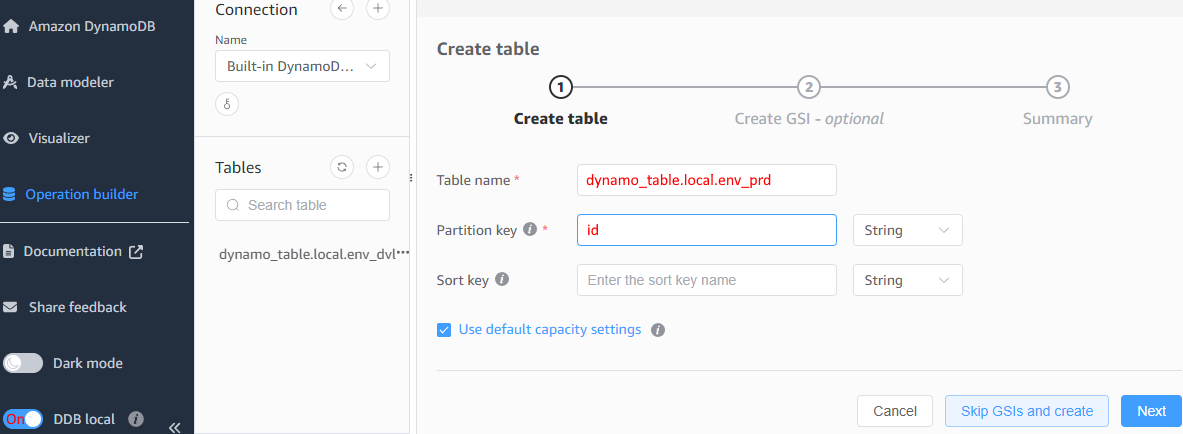 Amazon DynamoDB
Data modeler
Visualizer
Operation builder
Documentation
Share feedback
Dark mode
On DDB local
Connection
Name
Built-in DynamoD...
Tables
Search table
dynamo_table.local.env_dvl
Create table
1
Create table
2
Create GSI - optional
3
Summary
Table name * dynamo_table.local.env_prd
Partition key * id String
Sort key Enter the sort key name String
Use default capacity settings
Cancel Skip GSIs and create Next